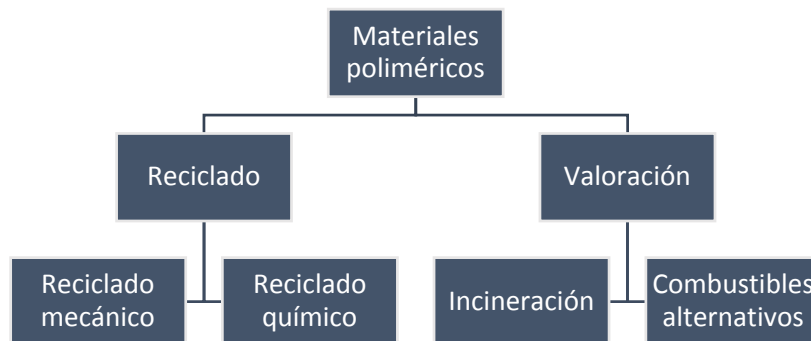 Materiales
poliméricos
Reciclado
Valoración
Reciclado
mecánico
Reciclado
químico
Incineración
Combustibles
alternativos